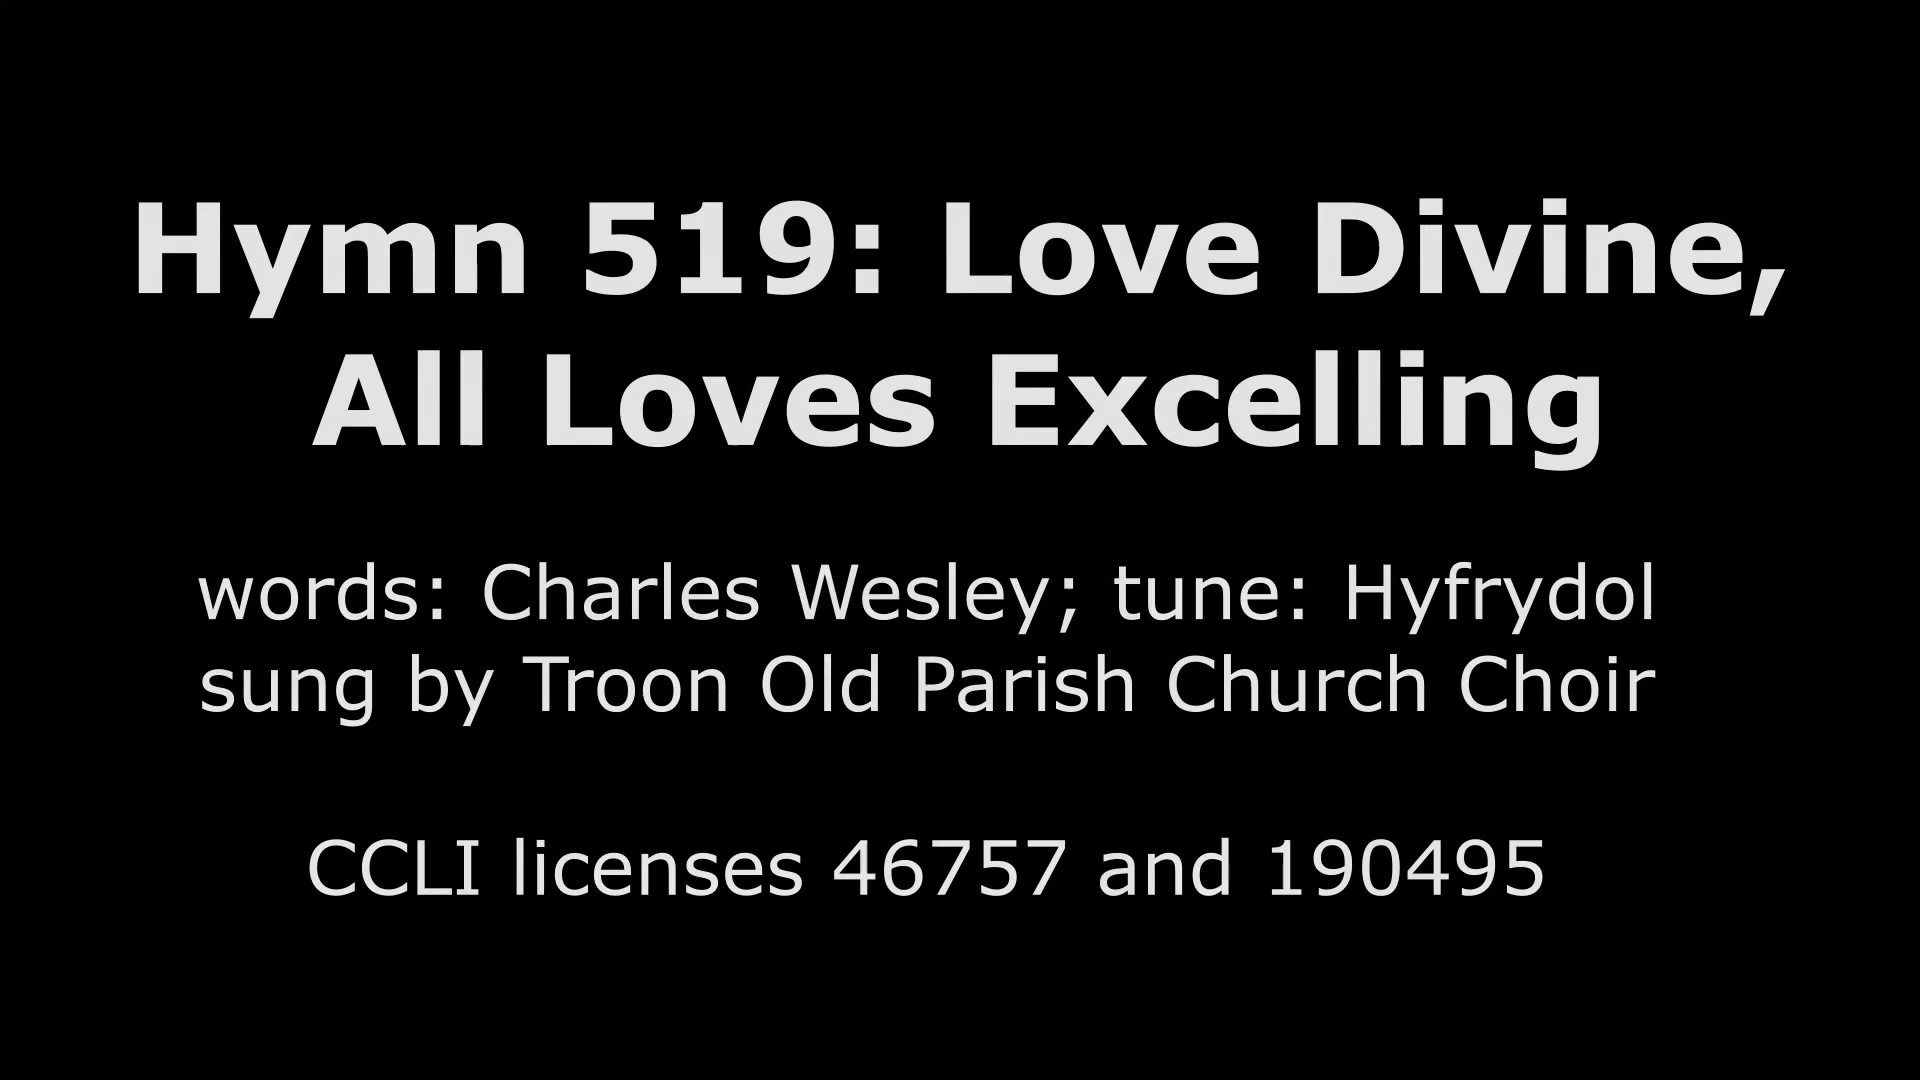 Hymn 519: Love Divine,
All Loves Excelling
words: Charles Wesley; tune: Hyfrydol
sung by Troon Old Parish Church Choir
CCLI licenses 46757 and 190495